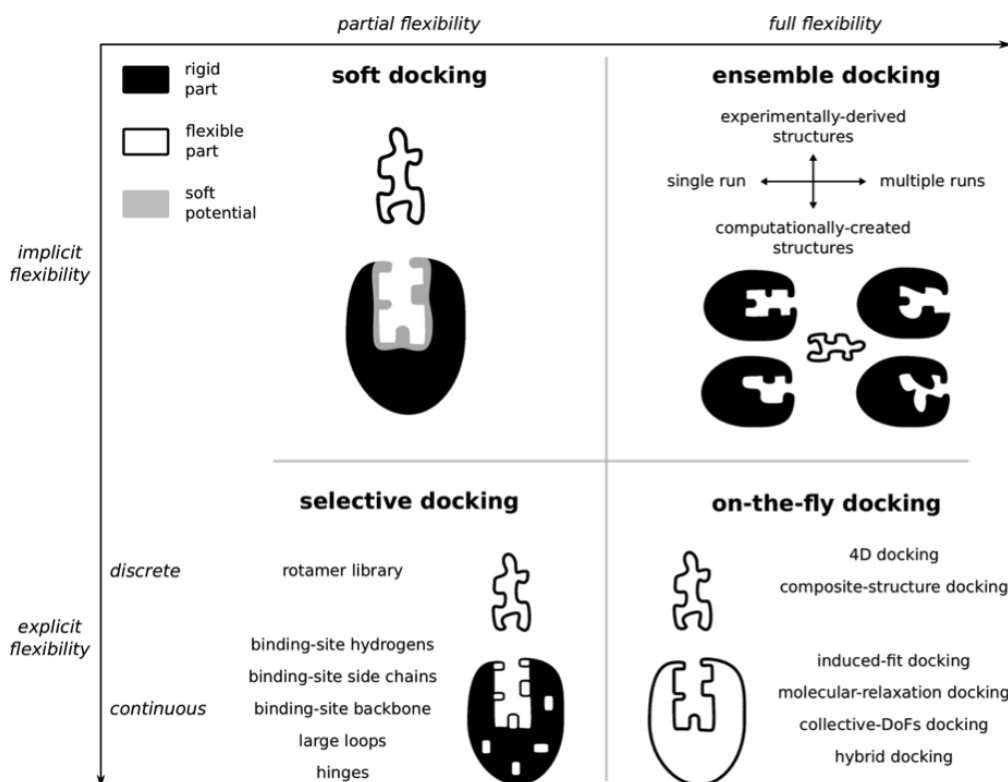 partial flexibility
full flexibility
rigid
part
flexible
part
soft
potential
implicit
flexibility
soft docking
ensemble docking
experimentally-derived
structures
single run
multiple runs
computationally-created
structures
explicit
flexibility
discrete
continuous
selective docking
rotamer library
binding-site hydrogens
binding-site side chains
binding-site backbone
large loops
hinges
on-the-fly docking
4D docking
composite-structure docking
induced-fit docking
molecular-relaxation docking
collective-DoFs docking
hybrid docking